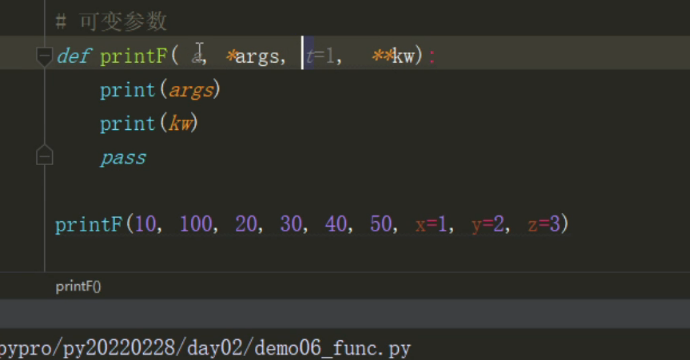 # 可变参数
def printF( a, *args, t=1, **kw):
print(args)
print(kw)
pass
printF(10, 100, 20, 30, 40, 50, x=1, y=2, z=3)
printF()
pypro/py20220228/day02/demo06_func.py